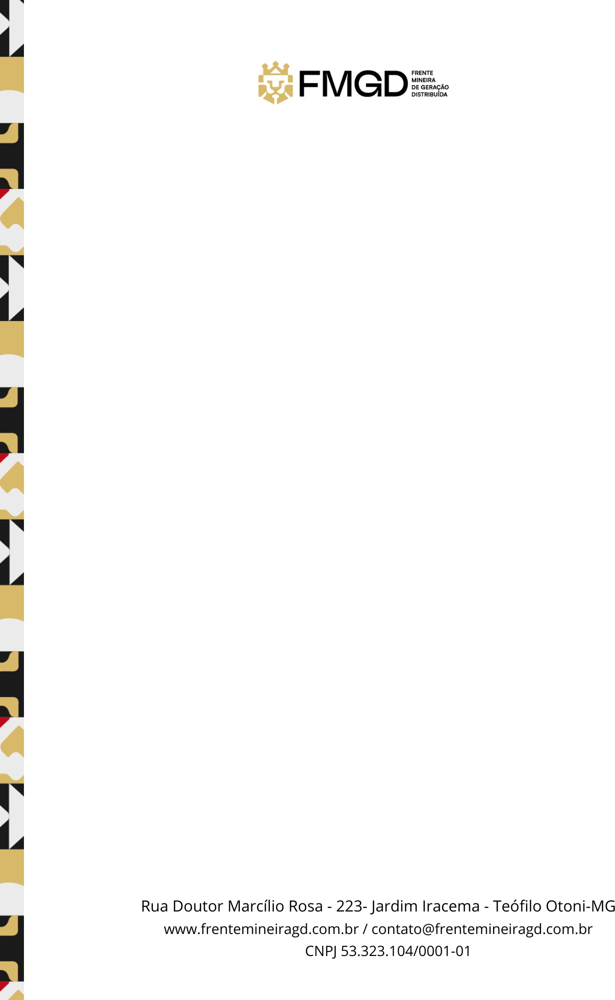 FMGD
FRENTE
MINEIRA
DE GERAÇÃO
DISTRIBUÍDA
Rua Doutor Marcílio Rosa - 223- Jardim Iracema - Teófilo Otoni-MG
www.frentemineiragd.com.br / contato@frentemineiragd.com.br
CNPJ 53.323.104/0001-01